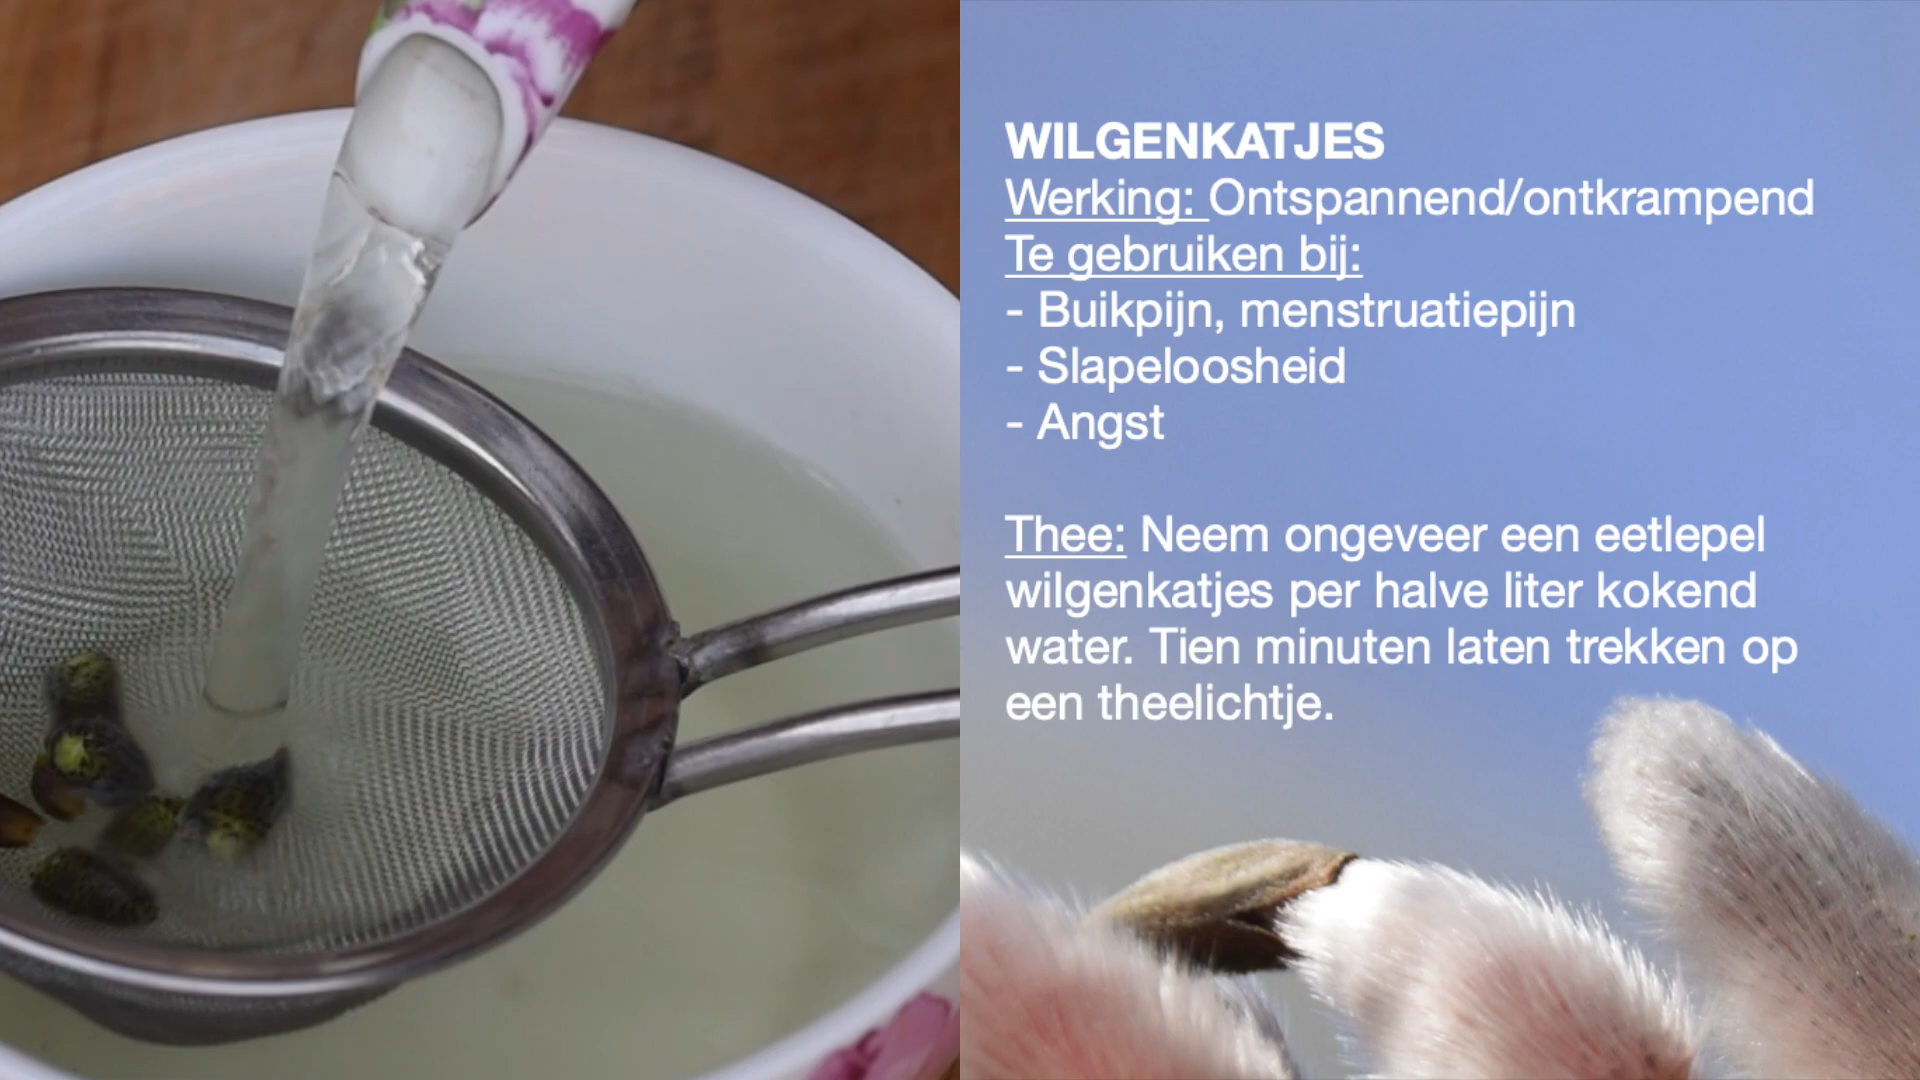 WILGENKATJES
Werking: Ontspannend/ontkrampend
Te gebruiken bij:
- Buikpijn, menstruatiepijn
- Slapeloosheid
- Angst
Thee: Neem ongeveer een eetlepel
wilgenkatjes per halve liter kokend
water. Tien minuten laten trekken op
een theelichtje.